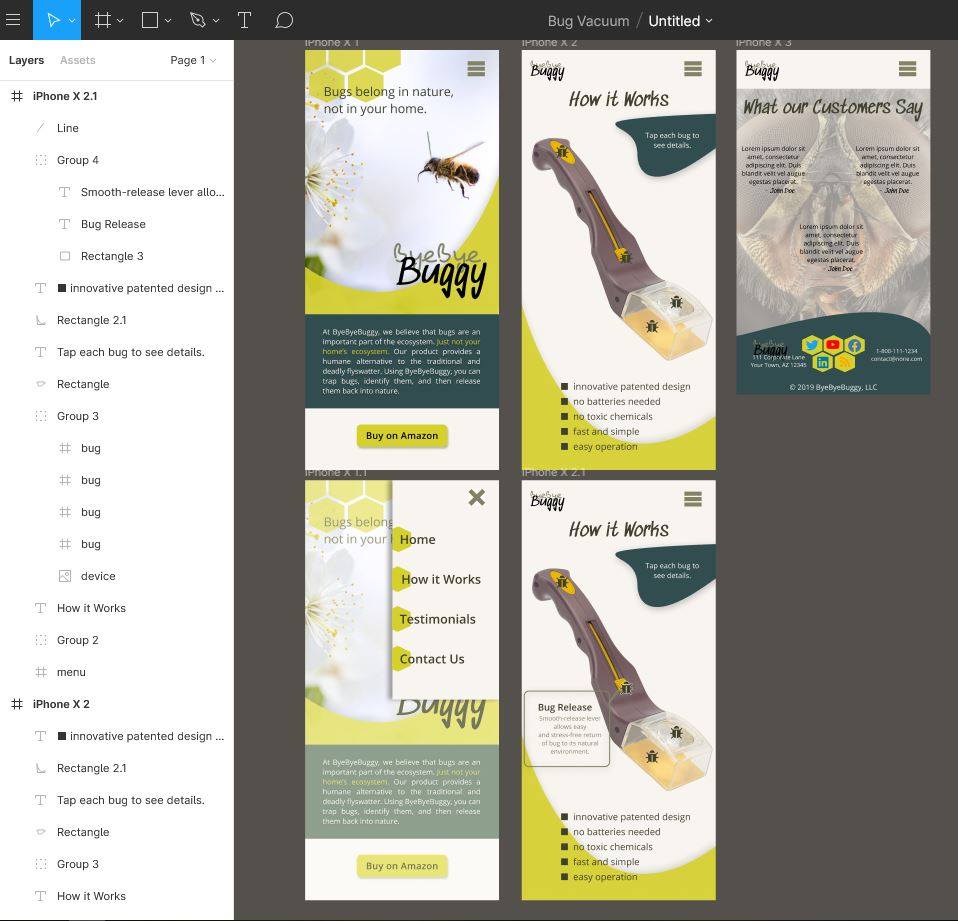 Bug Vacuum / Untitled
Layers
Assets
Page 1
iPhone X 2.1
Line
Group 4
Smooth-release lever allo...
Bug Release
Rectangle 3
innovative patented design ...
Rectangle 2.1
Tap each bug to see details.
Rectangle
Group 3
bug
bug
bug
bug
device
How it Works
Group 2
menu
iPhone X 2
innovative patented design ...
Rectangle 2.1
Tap each bug to see details.
Rectangle
Group 3
How it Works
iPhone X 1
Bugs belong in nature,
not in your home.
ByeBye
Buggy
At ByeByeBuggy, we believe that bugs are an
important part of the ecosystem. Just not your
home's ecosystem. Our product provides a
humane alternative to the traditional and
deadly flyswatter. Using ByeByeBuggy, you can
trap bugs, identify them, and then release
them back into nature.
Buy on Amazon
iPhone X 2
ByeBye
Buggy
How it Works
Tap each bug to
see details.
innovative patented design
no batteries needed
no toxic chemicals
fast and simple
easy operation
iPhone X 3
ByeBye
Buggy
What our Customers Say
Lorem ipsum dolor sit
amet, consectetur
adipiscing elit. Duis
blandit velit vel augue
egestas placerat.
- John Doe
Lorem ipsum dolor sit
amet, consectetur
adipiscing elit. Duis
blandit velit vel augue
egestas placerat.
- John Doe
Lorem ipsum dolor sit
amet, consectetur
adipiscing elit. Duis
blandit velit vel augue
egestas placerat.
- John Doe
ByeBye
Buggy
111 Corporate Lane
Your Town, AZ 12345
1-800-111-1234
contact@none.com
© 2019 ByeByeBuggy, LLC
iPhone X 1.1
Bugs belong
not in your
Home
How it Works
Testimonials
Contact Us
Buggy
At ByeByeBuggy, we believe that bugs are an
important part of the ecosystem. Just not your
home's ecosystem. Our product provides a
humane alternative to the traditional and
deadly flyswatter. Using ByeByeBuggy, you can
trap bugs, identify them, and then release
them back into nature.
Buy on Amazon
iPhone X 2.1
ByeBye
Buggy
How it Works
Tap each bug to
see details.
Bug Release
Smooth-release lever
allows easy
and stress-free return
of bug to its natural
environment.
innovative patented design
no batteries needed
no toxic chemicals
fast and simple
easy operation